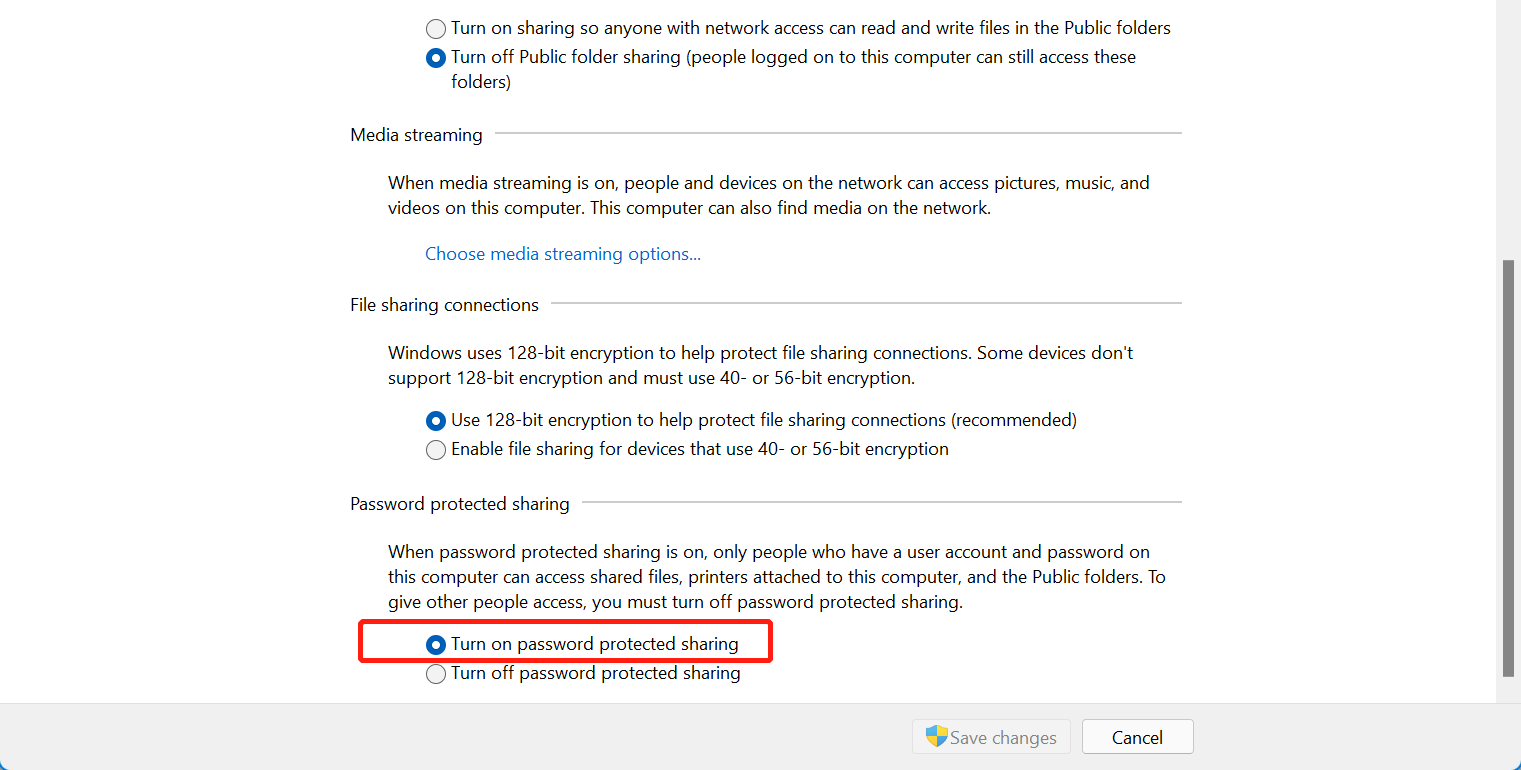 Turn on sharing so anyone with network access can read and write files in the Public folders
Turn off Public folder sharing (people logged on to this computer can still access these
folders)
Media streaming
When media streaming is on, people and devices on the network can access pictures, music, and
videos on this computer. This computer can also find media on the network.
Choose media streaming options...
File sharing connections
Windows uses 128-bit encryption to help protect file sharing connections. Some devices don't
support 128-bit encryption and must use 40- or 56-bit encryption.
Use 128-bit encryption to help protect file sharing connections (recommended)
Enable file sharing for devices that use 40- or 56-bit encryption
Password protected sharing
When password protected sharing is on, only people who have a user account and password on
this computer can access shared files, printers attached to this computer, and the Public folders. To
give other people access, you must turn off password protected sharing.
Turn on password protected sharing
Turn off password protected sharing
Save changes
Cancel